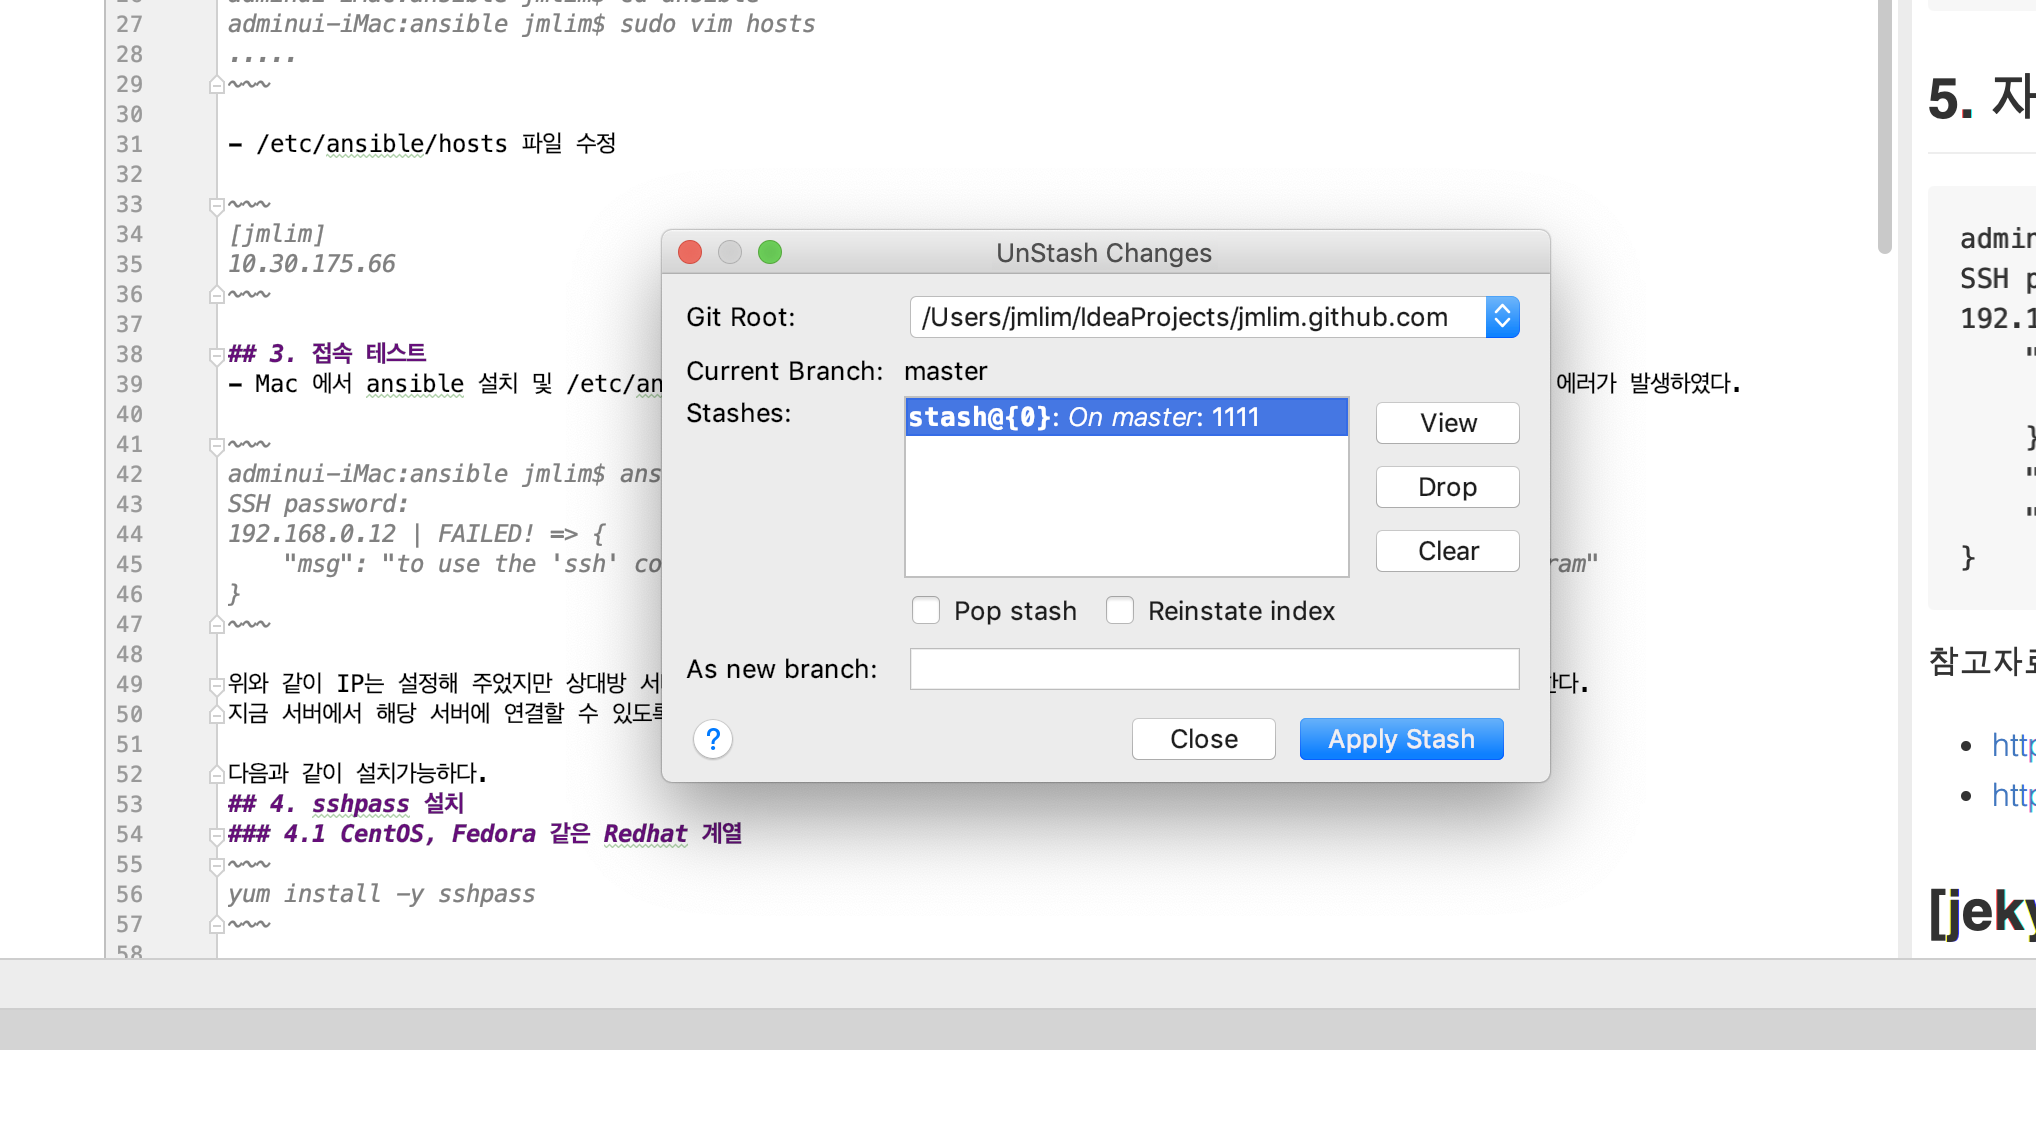 27 adminui-iMac:ansible jmlim$ sudo vim hosts
28 .....
29 ~~~
30
31 - /etc/ansible/hosts 파일 수정
32
33 ~~~
34 [jmlim]
35 10.30.175.66
36 ~~~
37
38 ## 3. 접속 테스트
39 - Mac 에서 ansible 설치 및 /etc/an 에러가 발생하였다.
40
41 ~~~
42 adminui-iMac:ansible jmlim$ ans
43 SSH password:
44 192.168.0.12 | FAILED! => {
45 "msg": "to use the 'ssh' co ram"
46 }
47 ~~~
48
49 위와 같이 IP는 설정해 주었지만 상대방 한다.
50 지금 서버에서 해당 서버에 연결할 수 있도록
51
52 다음과 같이 설치가능하다.
53 ## 4. sshpass 설치
54 ### 4.1 CentOS, Fedora 같은 Redhat 계열
55 ~~~
56 yum install -y sshpass
57 ~~~
58
UnStash Changes
Git Root: /Users/jmlim/IdeaProjects/jmlim.github.com
Current Branch: master
Stashes: stash@{0}: On master: 1111
View
Drop
Clear
Pop stash Reinstate index
As new branch:
? Close Apply Stash
5. 자
admin
SSH p
192.1
"
}
"
"
}
참고자료
• http
• http
[jeky